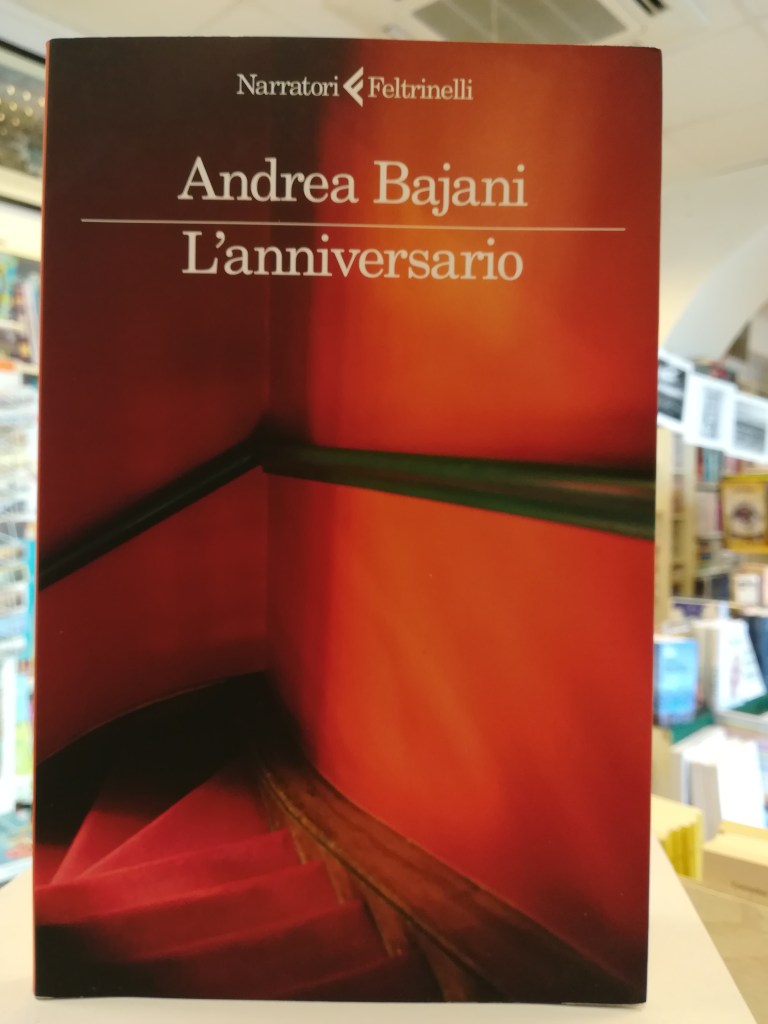 Narratori Feltrinelli
Andrea Bajani
L'anniversario